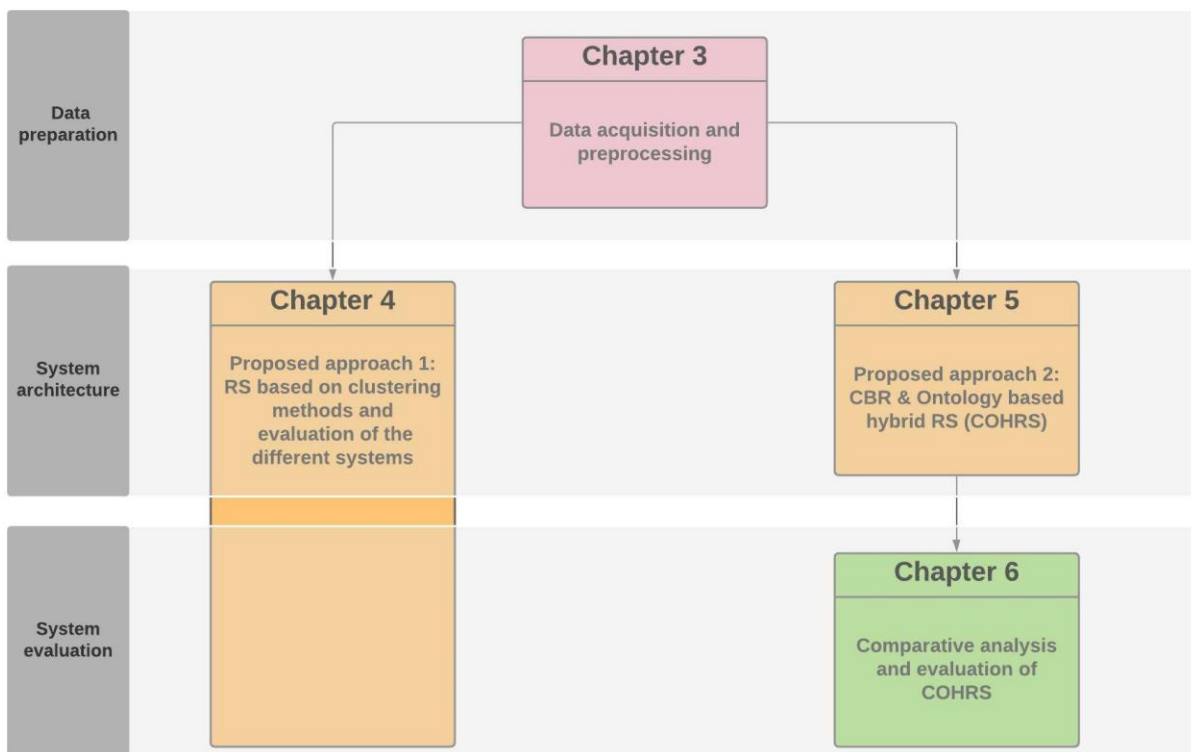 Data
preparation
Chapter 3
Data acquisition and
preprocessing
System
architecture
Chapter 4
Proposed approach 1:
RS based on clustering
methods and
evaluation of the
different systems
Chapter 5
Proposed approach 2:
CBR & Ontology based
hybrid RS (COHRS)
System
evaluation
Chapter 6
Comparative analysis
and evaluation of
COHRS